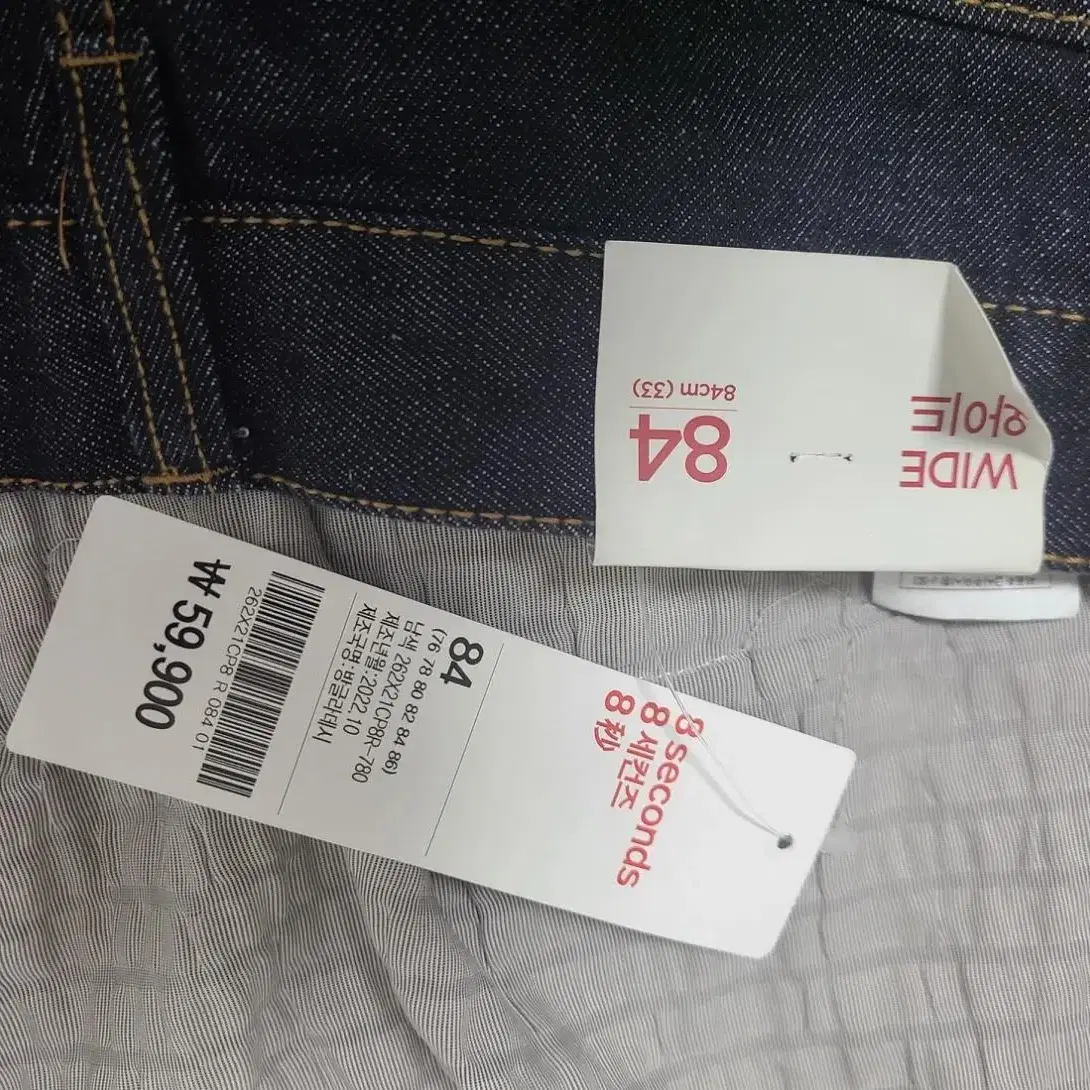 WIDE
와이드
84
84cm (33)
8 seconds
8 세컨즈
8 秒
84
(76 78 80 82 84 86)
남색 262X21CP8R-780
제조년월:2022.10
제조국명:방글라데시
262X21CP8 R 084 01
₩ 59,900